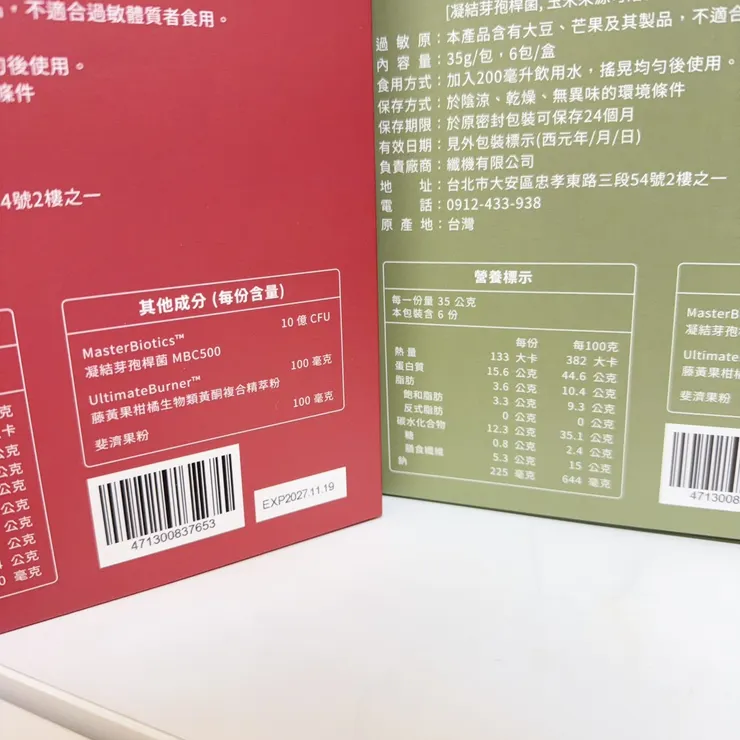 ，不適合過敏體質者食用。
勻後使用。
條件
4號2樓之一
其他成分 (每份含量)
MasterBiotics™ 10 億 CFU
凝結芽孢桿菌 MBC500
UltimateBurner™ 100 毫克
藤黃果柑橘生物類黃酮複合精萃粉
斐濟果粉 100 毫克
471300837653
EXP2027.11.19
公克
卡
公克
公克
公克
公克
公克
公克
公克
0 毫克
[凝結芽孢桿菌, 玉米來源
過敏原：本產品含有大豆、芒果及其製品，不適合
內容量：35g/包，6包/盒
食用方式：加入200毫升飲用水，搖晃均勻後使用。
保存方式：於陰涼、乾燥、無異味的環境條件
保存期限：於原密封包裝可保存24個月
有效日期：見外包裝標示(西元年/月/日)
負責廠商：纖機有限公司
地址：台北市大安區忠孝東路三段54號2樓之一
電話：0912-433-938
原產地：台灣
營養標示
每一份量 35 公克
本包裝含 6 份
每份 每100克
熱量 133 大卡 382 大卡
蛋白質 15.6 公克 44.6 公克
脂肪 3.6 公克 10.4 公克
飽和脂肪 3.3 公克 9.3 公克
反式脂肪 0 公克 0 公克
碳水化合物 12.3 公克 35.1 公克
糖 0.8 公克 2.4 公克
膳食纖維 5.3 公克 15 公克
鈉 225 毫克 644 毫克
MasterB
凝結芽孢
Ultimate
藤黃果柑
斐濟果粉
4713008